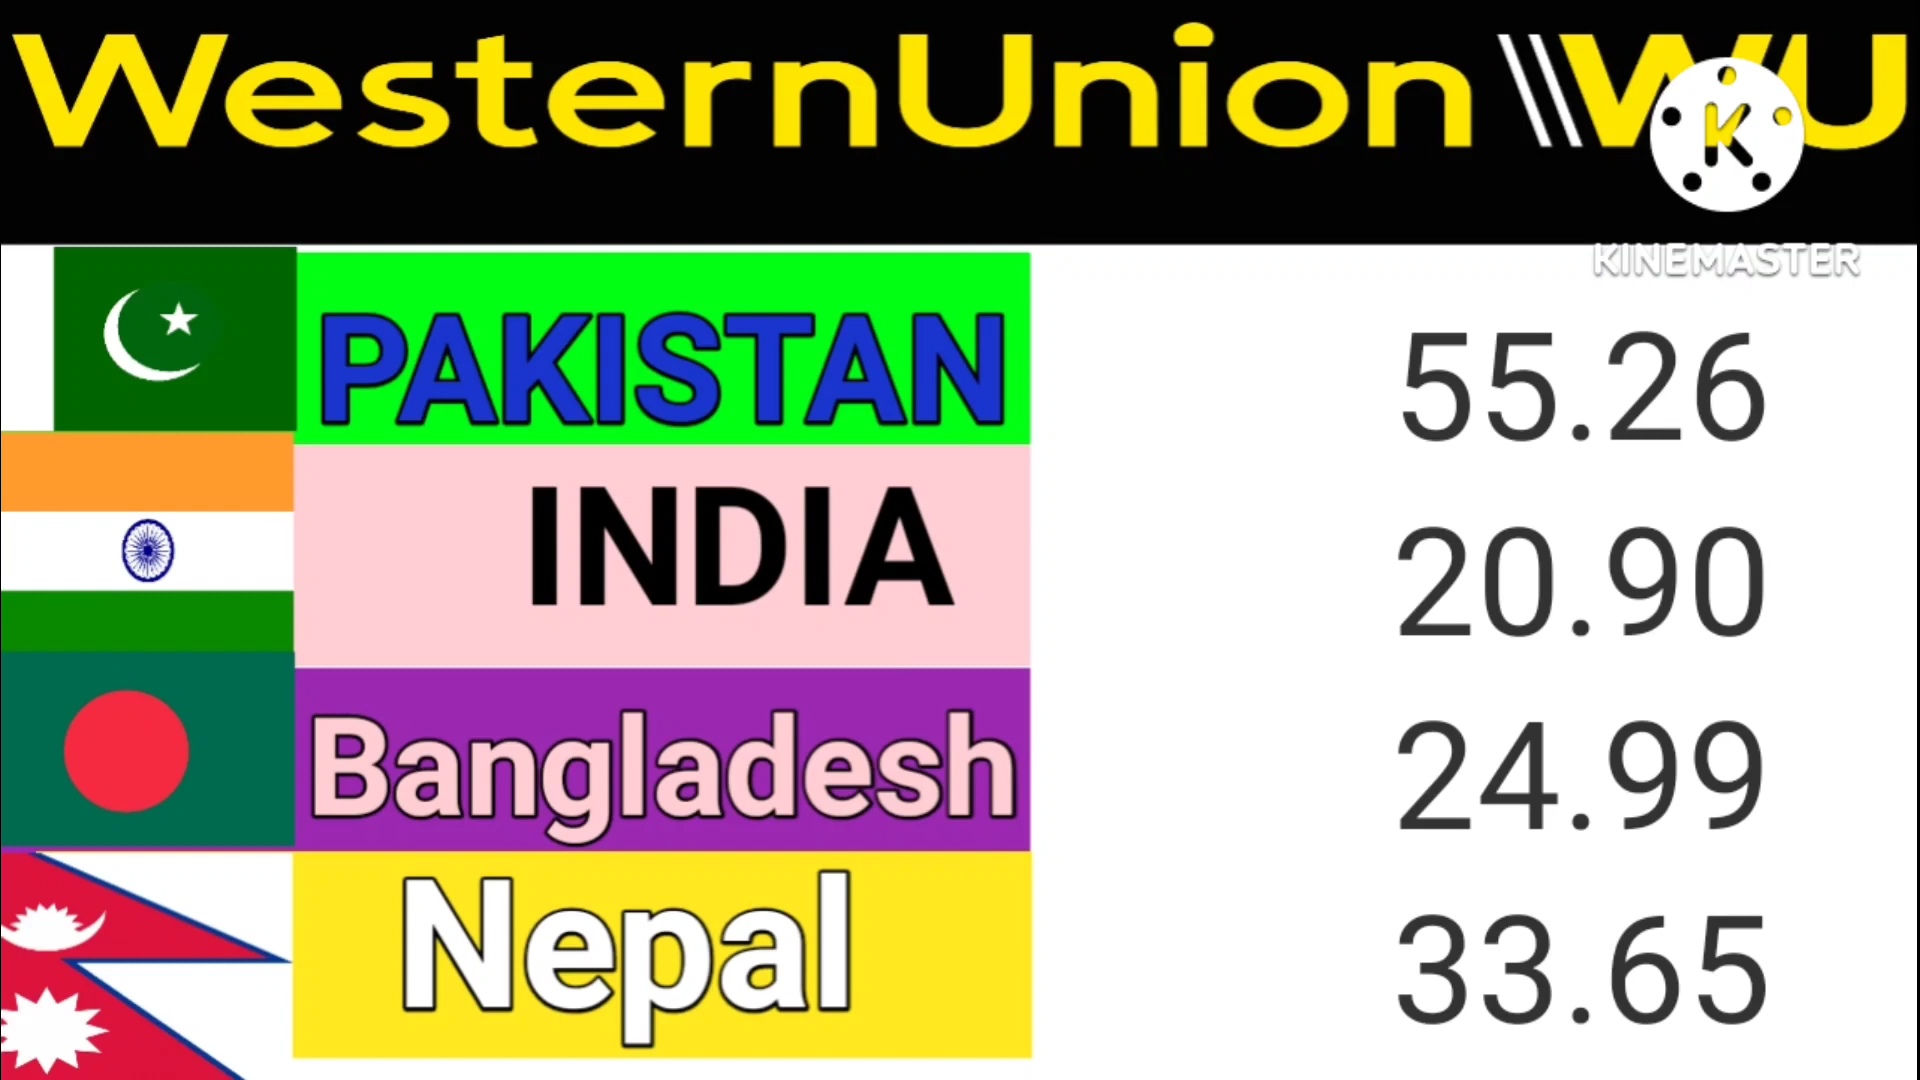 WesternUnion WU
K
KINEMASTER
PAKISTAN 55.26
INDIA 20.90
Bangladesh 24.99
Nepal 33.65